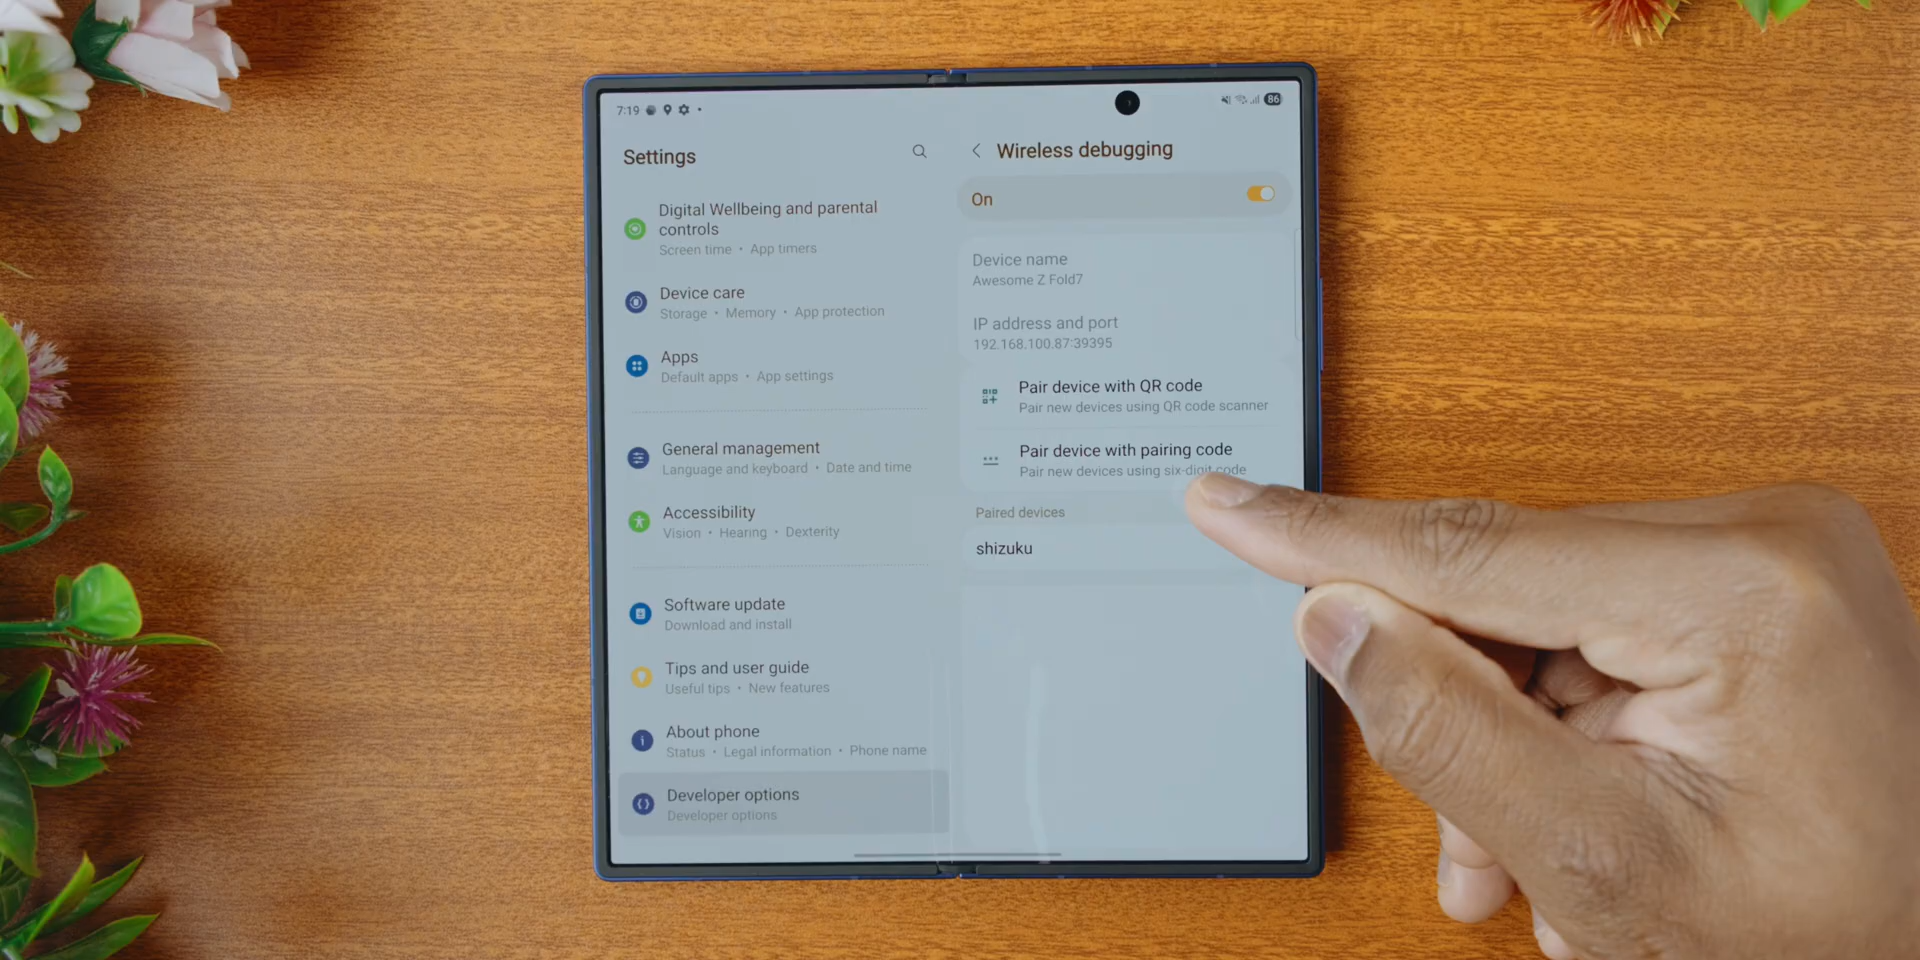 7:19
86
Settings
Digital Wellbeing and parental
controls
Screen time • App timers
Device care
Storage • Memory • App protection
Apps
Default apps • App settings
General management
Language and keyboard • Date and time
Accessibility
Vision • Hearing • Dexterity
Software update
Download and install
Tips and user guide
Useful tips • New features
About phone
Status • Legal information • Phone name
Developer options
Developer options
Wireless debugging
On
Device name
Awesome Z Fold7
IP address and port
192.168.100.87:39395
Pair device with QR code
Pair new devices using QR code scanner
Pair device with pairing code
Pair new devices using six-digit code
Paired devices
shizuku